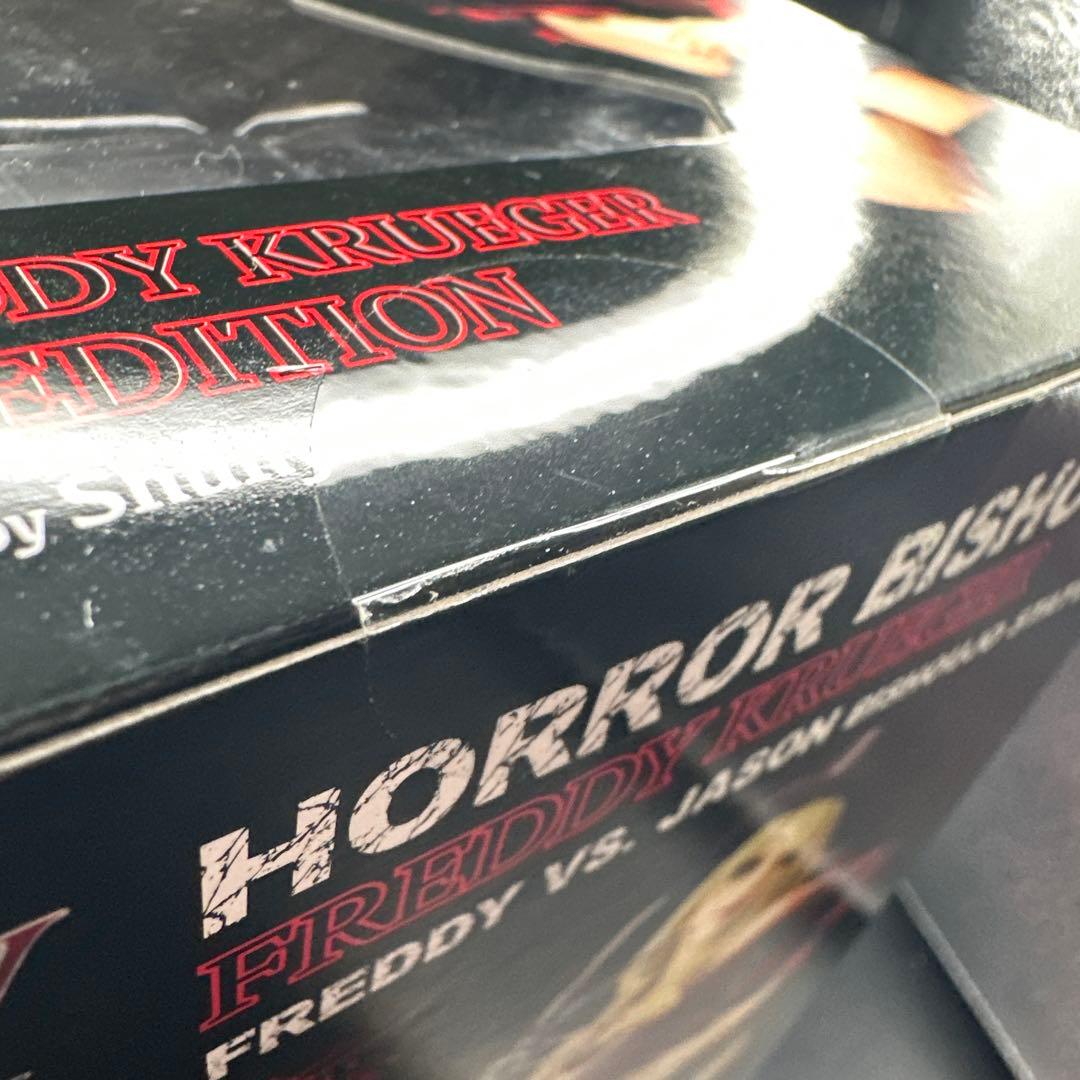 DDY KRUEGER
EDITION
by Shun
HORROR BISHO
FREDDY KRUEGER
FREDDY VS. JASON